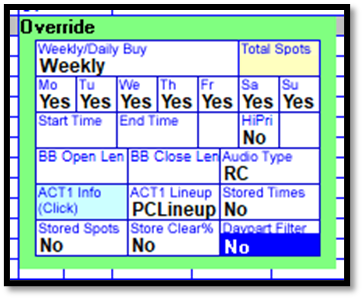 Override
Weekly/Daily Buy Total Spots
Weekly
Mo Tu We Th Fr Sa Su
Yes Yes Yes Yes Yes Yes Yes
Start Time End Time HiPri
No
BB Open Len BB Close Len Audio Type
RC
ACT1 Info ACT1 Lineup Stored Times
(Click) PCLineup No
Stored Spots Store Clear% Daypart Filter
No No No